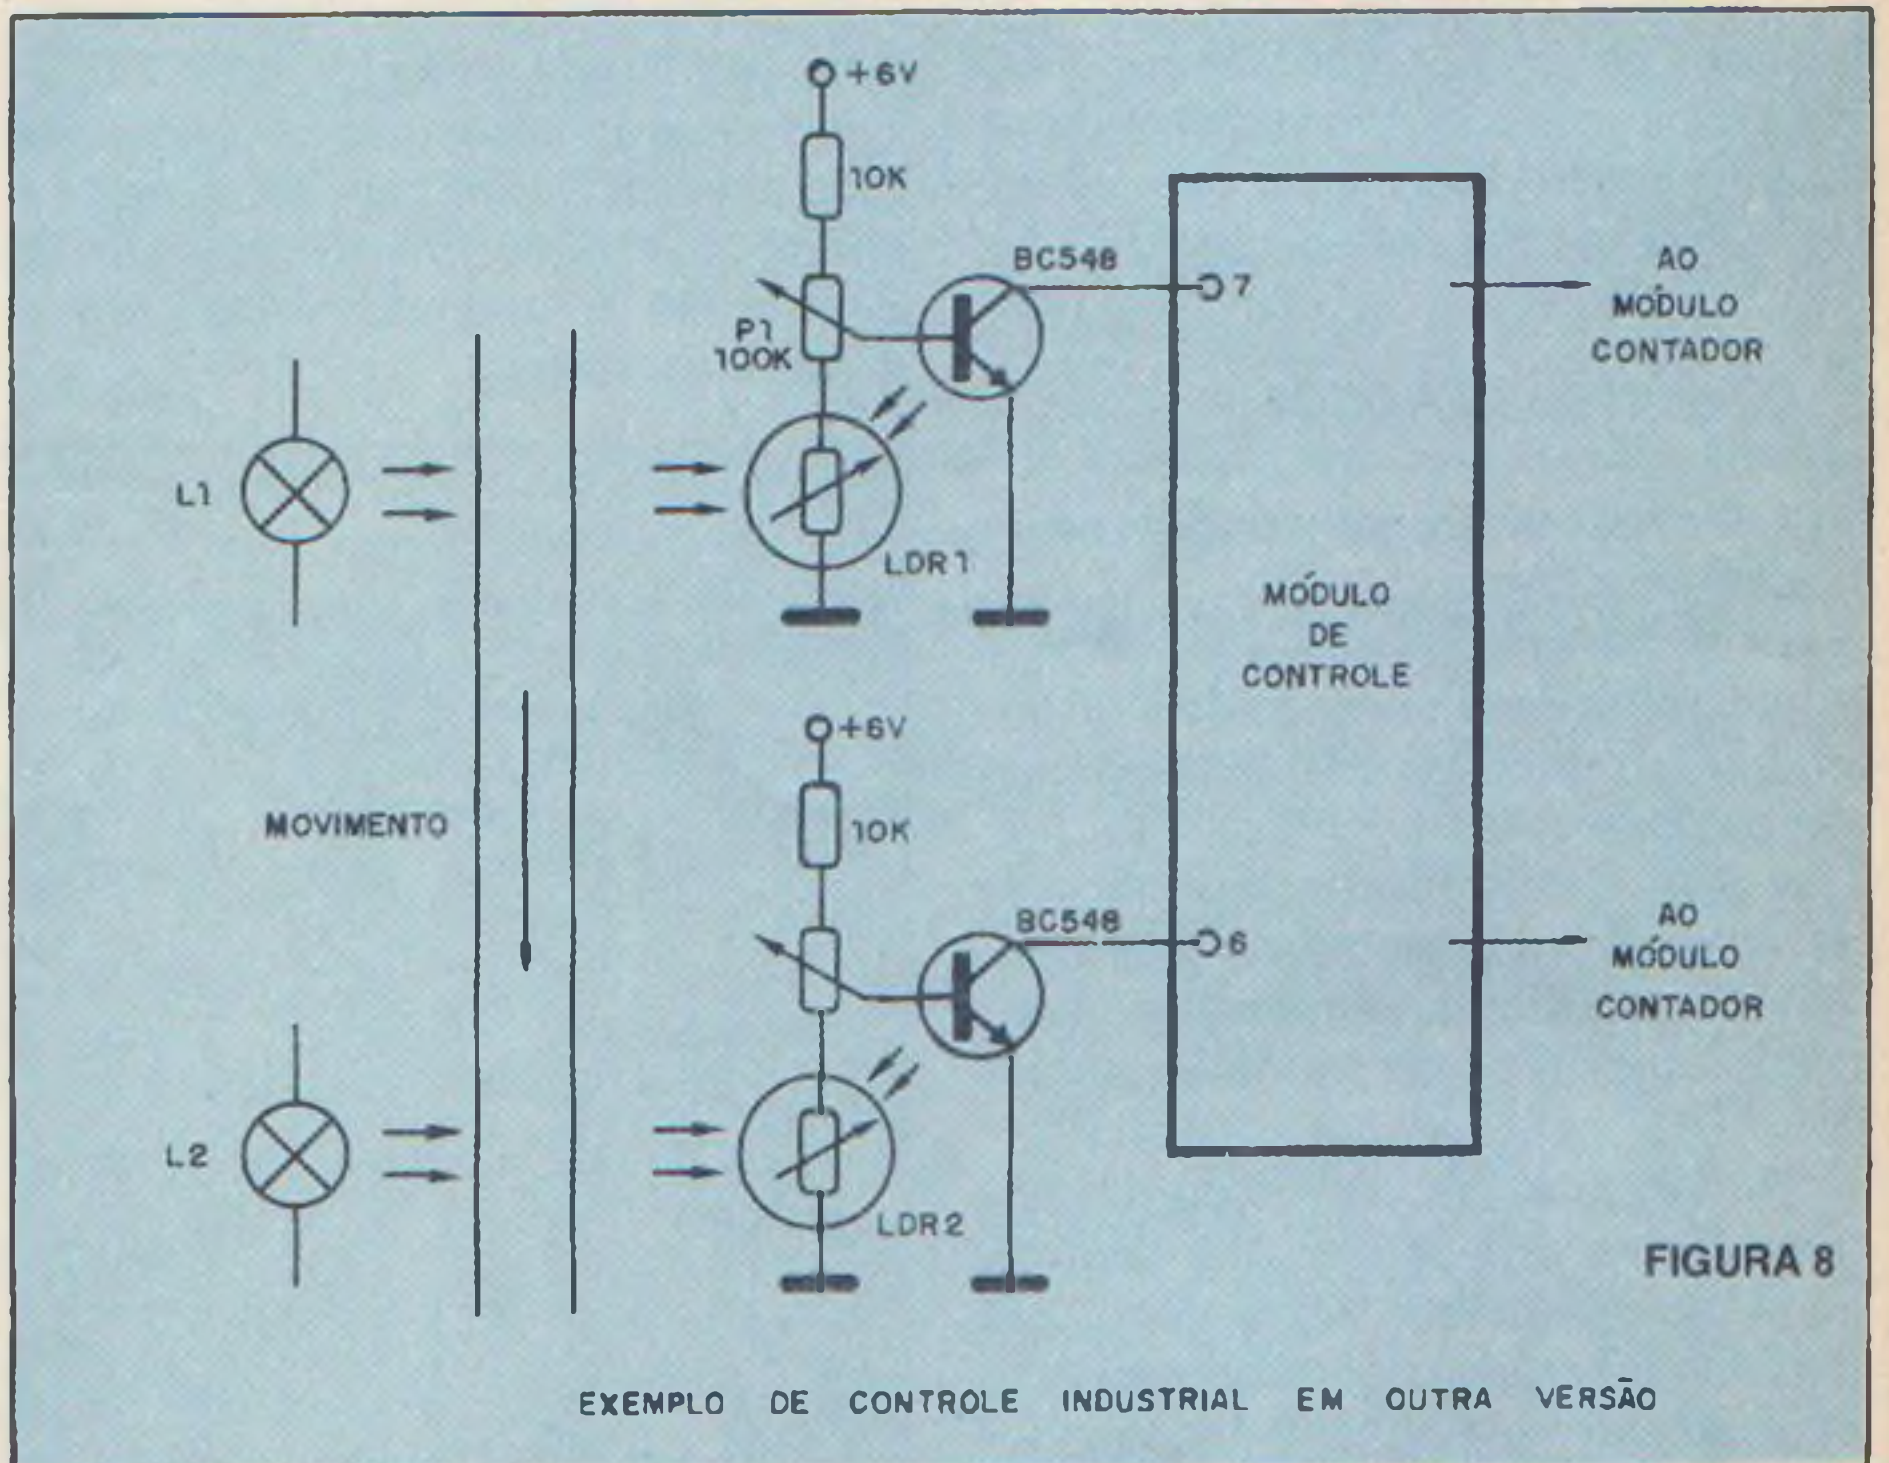 +6V
10K
BC548
7
P1
100K
L1
LDR1
AO
MÓDULO
CONTADOR
MÓDULO
DE
CONTROLE
+6V
10K
MOVIMENTO
BC548
6
L2
LDR2
AO
MÓDULO
CONTADOR
FIGURA 8
EXEMPLO DE CONTROLE INDUSTRIAL EM OUTRA VERSÃO